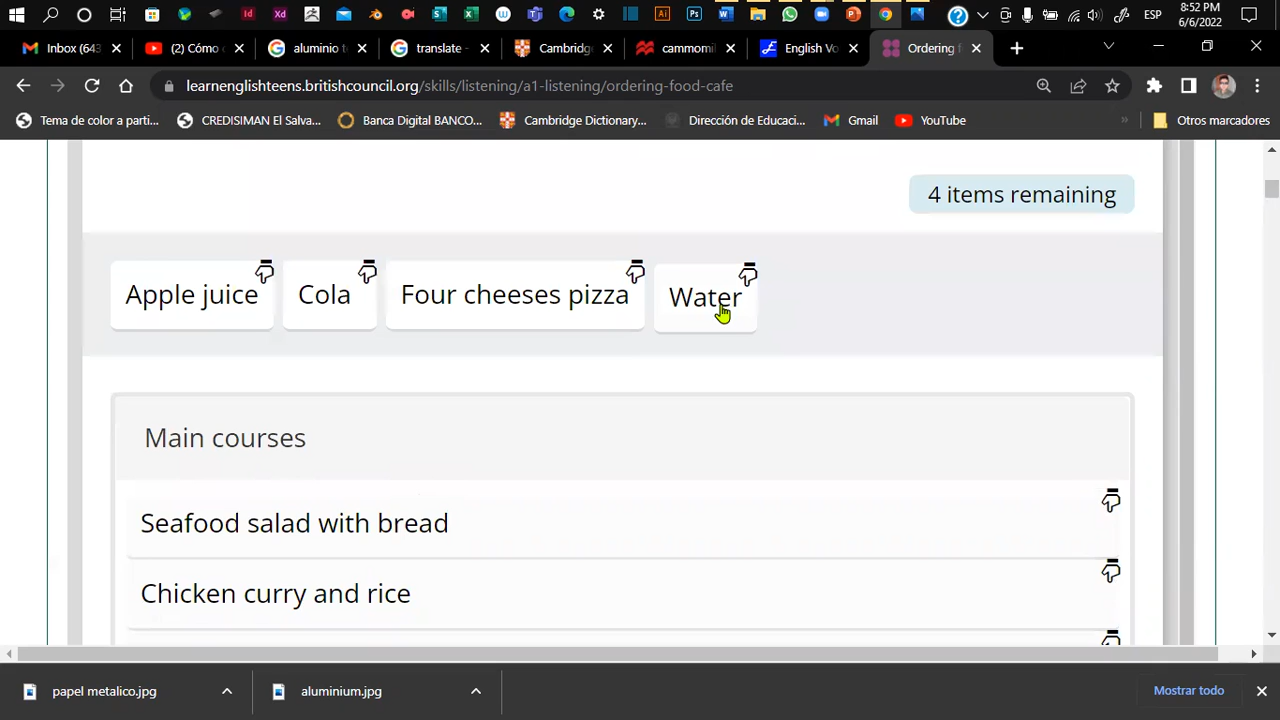 8:52 PM
ESP
6/6/2022
Inbox (643
(2) Cómo
aluminio t
translate -
Cambridg
cammomi
English Vo
Ordering f
learnenglishteens.britishcouncil.org/skills/listening/a1-listening/ordering-food-cafe
Tema de color a parti...
CREDISIMAN El Salva...
Banca Digital BANCO...
Cambridge Dictionary...
Dirección de Educaci...
Gmail
YouTube
»
Otros marcadores
4 items remaining
Apple juice
Cola
Four cheeses pizza
Water
Main courses
Seafood salad with bread
Chicken curry and rice
papel metalico.jpg
aluminium.jpg
Mostrar todo